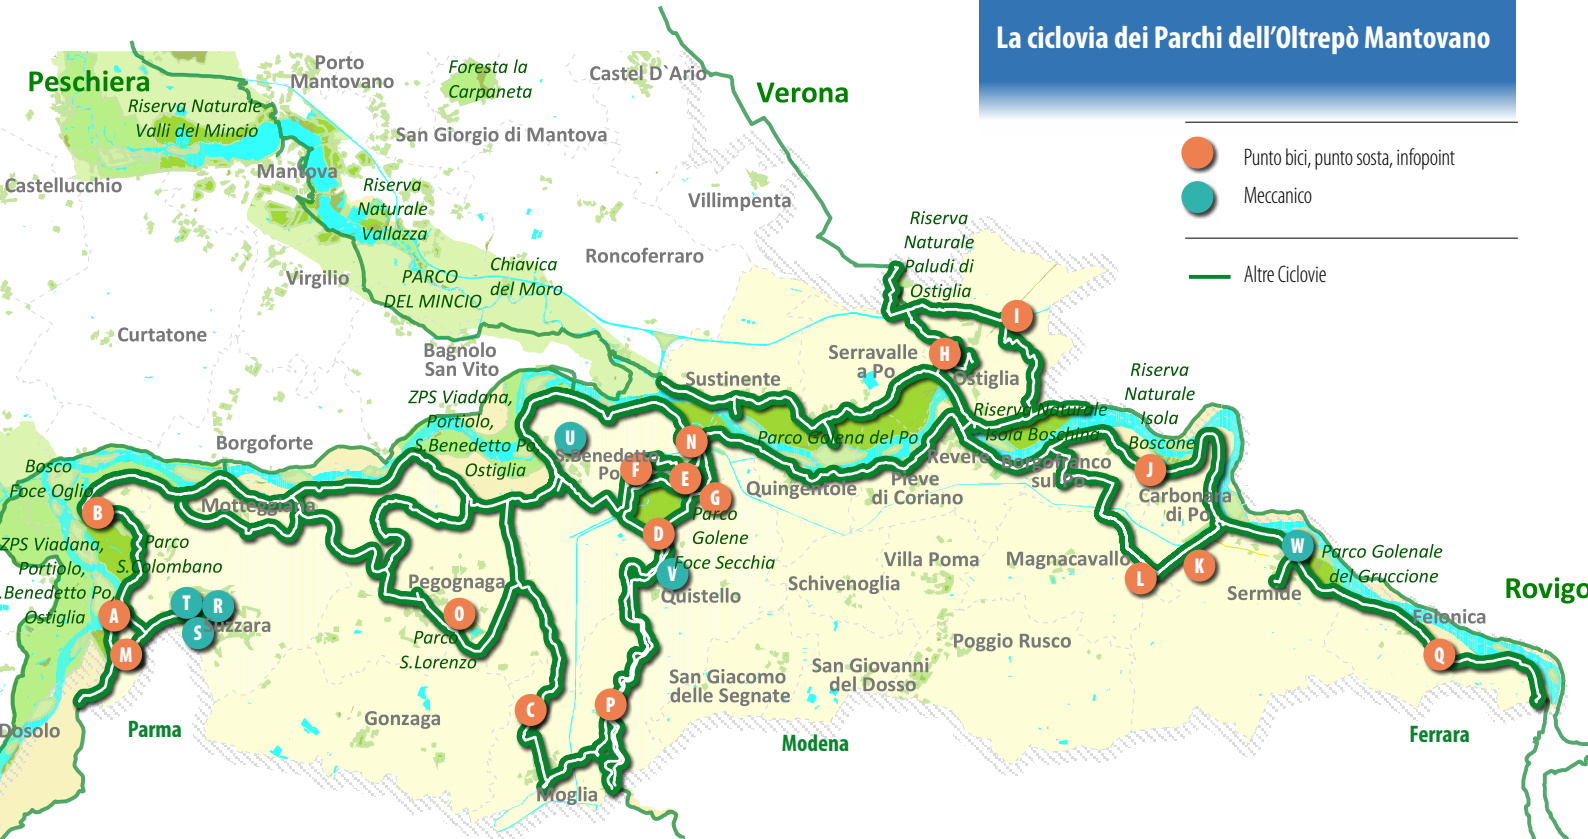 La ciclovia dei Parchi dell'Oltrepò Mantovano
Punto bici, punto sosta, infopoint
Meccanico
Altre Ciclovie
Peschiera
Porto
Mantovano
Foresta la
Carpaneta
Castel D`Ario
Verona
Riserva Naturale
Valli del Mincio
San Giorgio di Mantova
Castellucchio
Mantova
Riserva
Naturale
Vallazza
Villimpenta
Riserva
Naturale
Paludi di
Ostiglia
Virgilio
PARCO
DEL MINCIO
Chiavica
del Moro
Roncoferraro
I
Curtatone
Bagnolo
San Vito
Serravalle
a Po
H
Ostiglia
Sustinente
Riserva
Naturale
Isola
Boscone
ZPS Viadana,
Portiolo,
S.Benedetto Po,
Ostiglia
Riserva Naturale
Isola Boschina
Parco Golena del Po
Borgoforte
U
N
S.Benedetto
Po
F
E
G
Revere
Borgofranco
sul Po
J
Bosco
Foce Oglio
B
Motteggiana
Quingentole
Pieve
di Coriano
Carbonara
di Po
Parco
Golene
Foce Secchia
D
V
Quistello
ZPS Viadana,
Portiolo,
.Benedetto Po,
Ostiglia
Parco
S.Colombano
Villa Poma
Magnacavallo
Schivenoglia
L
K
W
Parco Golenale
del Gruccione
Sermide
Rovigo
Pegognaga
O
Parco
S.Lorenzo
A
M
T
R
S
Suzzara
Felonica
Q
Poggio Rusco
San Giacomo
delle Segnate
San Giovanni
del Dosso
C
P
Gonzaga
Dosolo
Parma
Modena
Ferrara
Moglia